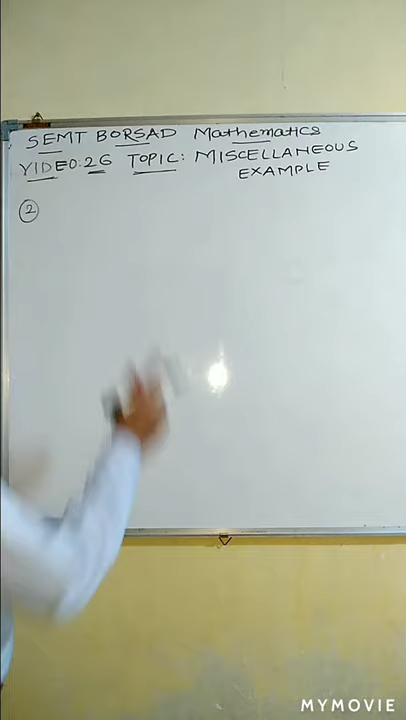 SEMT BORSAD Mathematics
VIDEO:26 TOPIC: MISCELLANEOUS
EXAMPLE
2
MYMOVIE